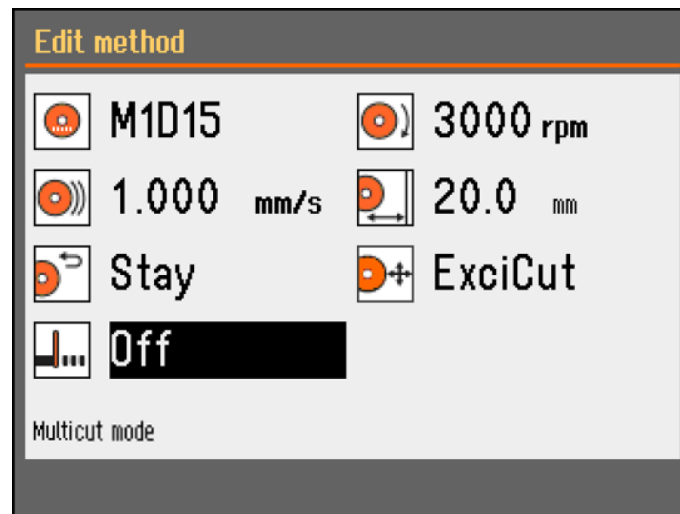 Edit method
M1D15 3000 rpm
1.000 mm/s 20.0 mm
Stay ExciCut
Off
Multicut mode